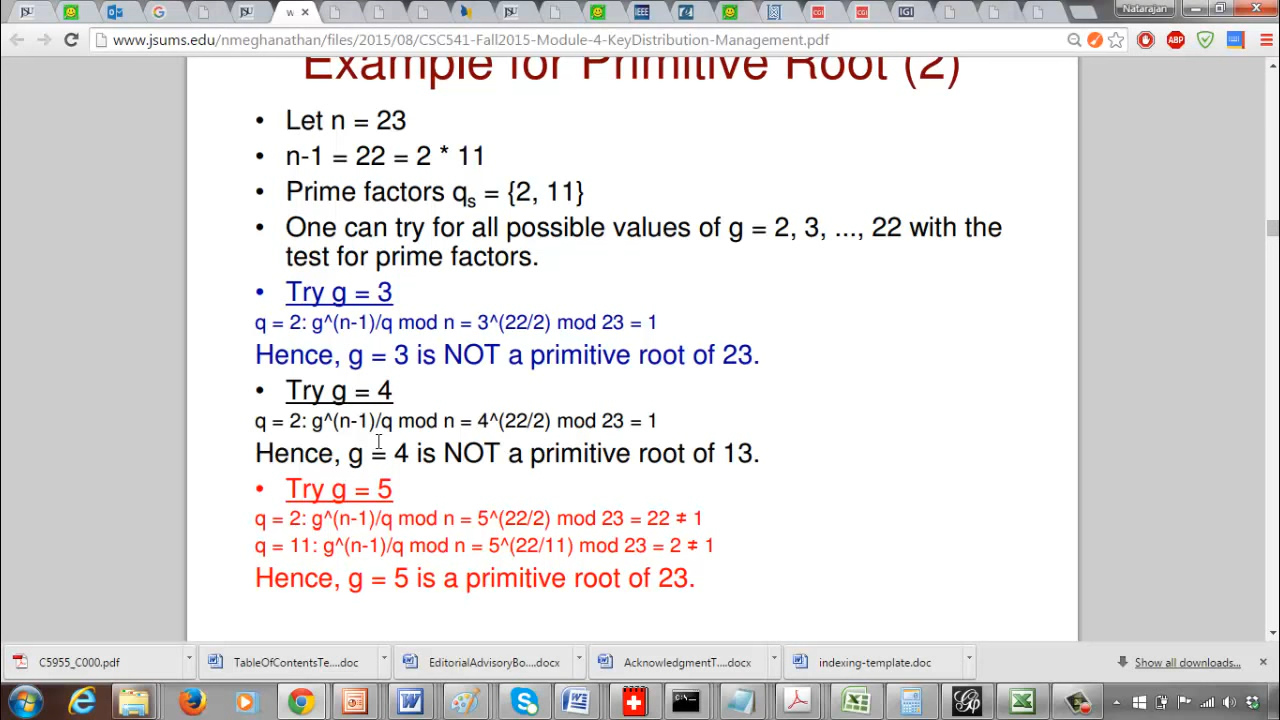 Natarajan
www.jsums.edu/nmeghanathan/files/2015/08/CSC541-Fall2015-Module-4-KeyDistribution-Management.pdf
Example for Primitive Root (2)
• Let n = 23
• n-1 = 22 = 2 * 11
• Prime factors qs = {2, 11}
• One can try for all possible values of g = 2, 3, ..., 22 with the
test for prime factors.
• Try g = 3
q = 2: g^(n-1)/q mod n = 3^(22/2) mod 23 = 1
Hence, g = 3 is NOT a primitive root of 23.
• Try g = 4
q = 2: g^(n-1)/q mod n = 4^(22/2) mod 23 = 1
Hence, g = 4 is NOT a primitive root of 13.
• Try g = 5
q = 2: g^(n-1)/q mod n = 5^(22/2) mod 23 = 22 ≠ 1
q = 11: g^(n-1)/q mod n = 5^(22/11) mod 23 = 2 ≠ 1
Hence, g = 5 is a primitive root of 23.
C5955_C000.pdf
TableOfContentsTe....doc
EditorialAdvisoryBo....docx
AcknowledgmentT....docx
indexing-template.doc
Show all downloads...